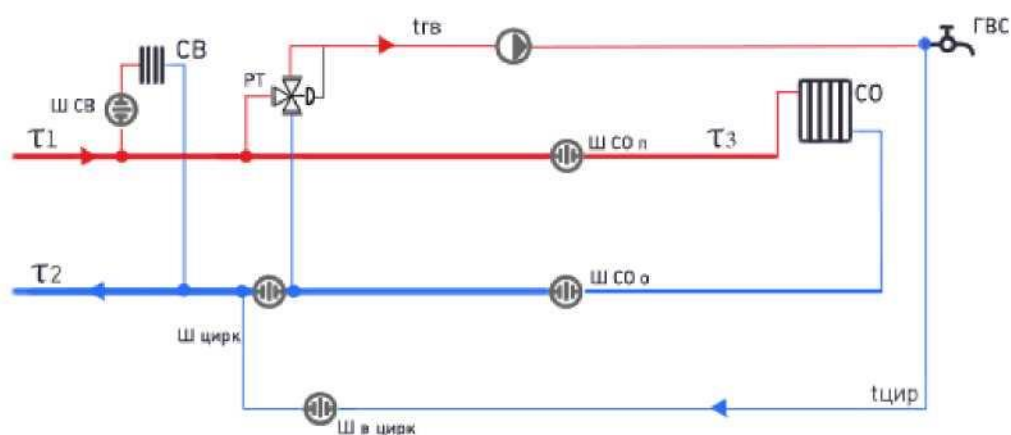 tгв
ГВС
СВ
РТ
Ш СВ
СО
τ1
Ш СО п
τ3
τ2
Ш СО о
Ш цирк
tцир
Ш в цирк